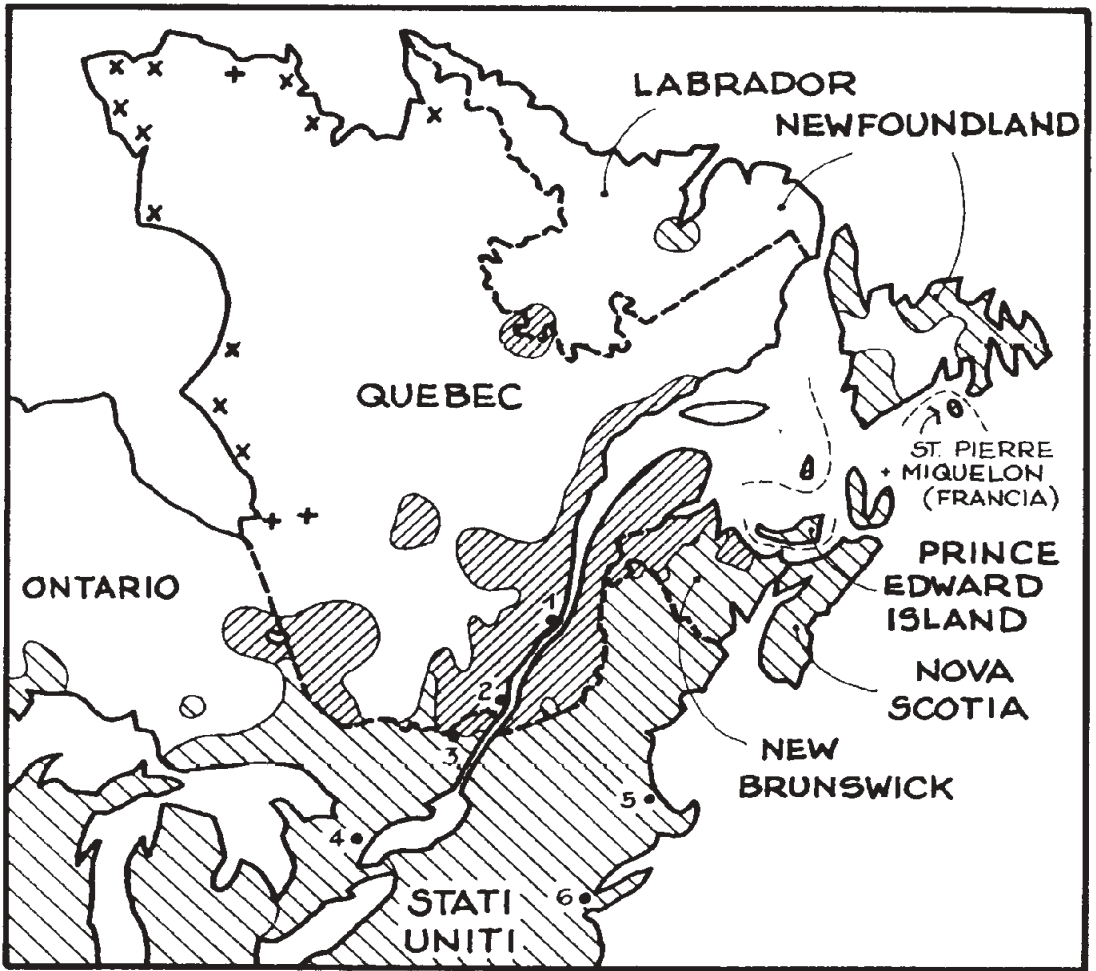 LABRADOR
NEWFOUNDLAND
QUEBEC
ST. PIERRE
+ MIQUELON
(FRANCIA)
ONTARIO
PRINCE
EDWARD
ISLAND
1
NOVA
SCOTIA
2
3
NEW
BRUNSWICK
5
4
6
STATI
UNITI